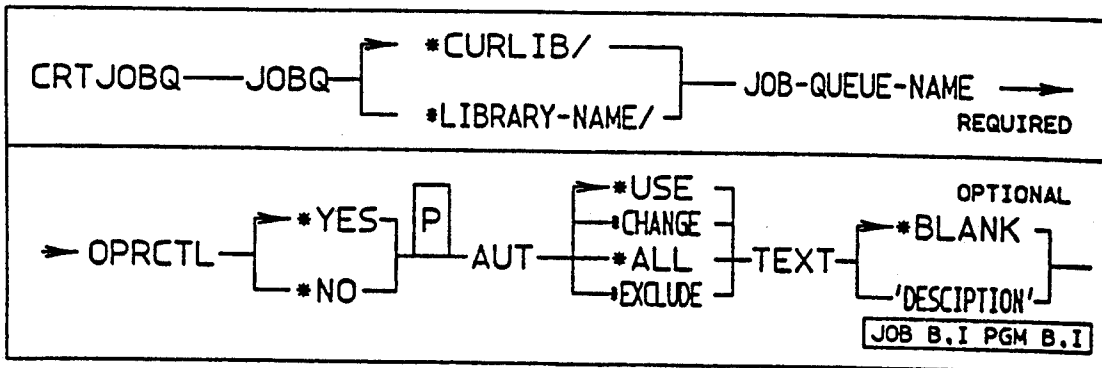 *CURLIB/
CRTJOBQ JOBQ JOB-QUEUE-NAME
*LIBRARY-NAME/
REQUIRED
*USE OPTIONAL
*YES P *CHANGE *BLANK
OPRCTL AUT *ALL TEXT
*NO *EXCLUDE 'DESCIPTION'
JOB B.I PGM B.I